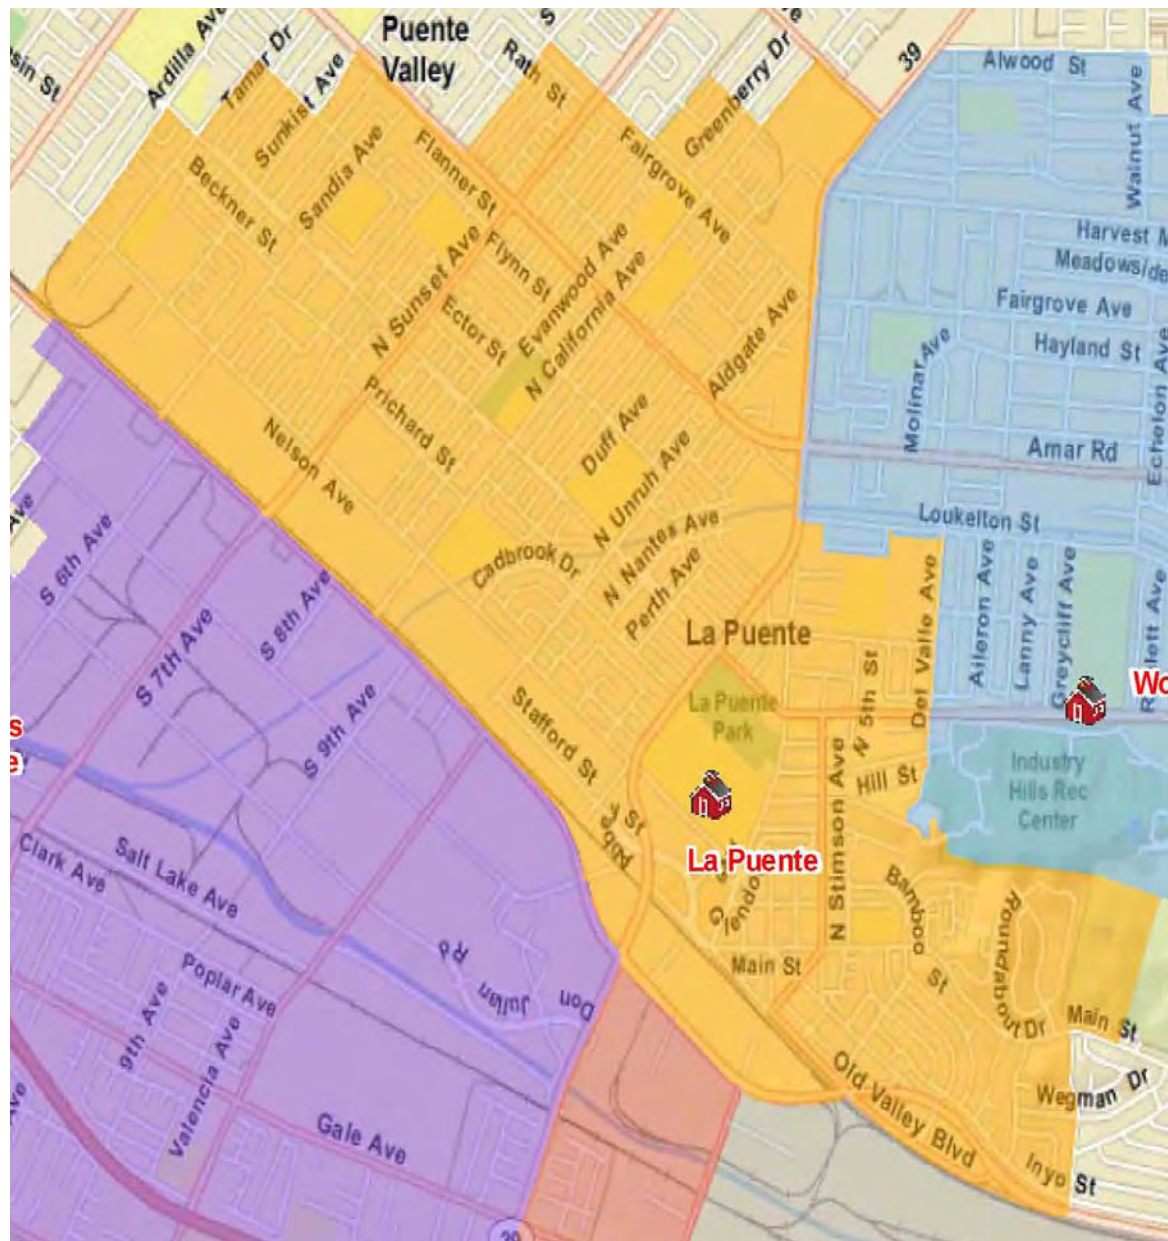 Puente
Valley
Ardilla Ave
Tamar Dr
Sunkist Ave
Rath St
Greenberry Dr
39
Alwood St
Walnut Ave
sin St
S
Beckner St
Sandia Ave
Flanner St
Fairgrove Ave
Harvest M
Meadowside
Flynn St
Evanwood Ave
N Sunset Ave
Ector St
N California Ave
Aldgate Ave
Fairgrove Ave
Hayland St
Molinar Ave
Echelon Ave
Prichard St
Nelson Ave
Duff Ave
N Unruh Ave
Amar Rd
Loukelton St
Cadbrook Dr
N Nantes Ave
Perth Ave
S 6th Ave
S 7th Ave
S 8th Ave
S 9th Ave
La Puente
Del Valle Ave
Aileron Ave
Lanny Ave
Greycliff Ave
La Puente
Park
N 5th St
Wo
s
e
Stafford St
Hill St
Industry
Hills Rec
Center
N Stimson Ave
La Puente
Clark Ave
Salt Lake Ave
Bamboo
St
Roundabout Dr
Main St
Main St
Poplar Ave
9th Ave
Valencia Ave
Don
Julian
Rd
Old Valley Blvd
Wegman Dr
Inyo St
Gale Ave
39